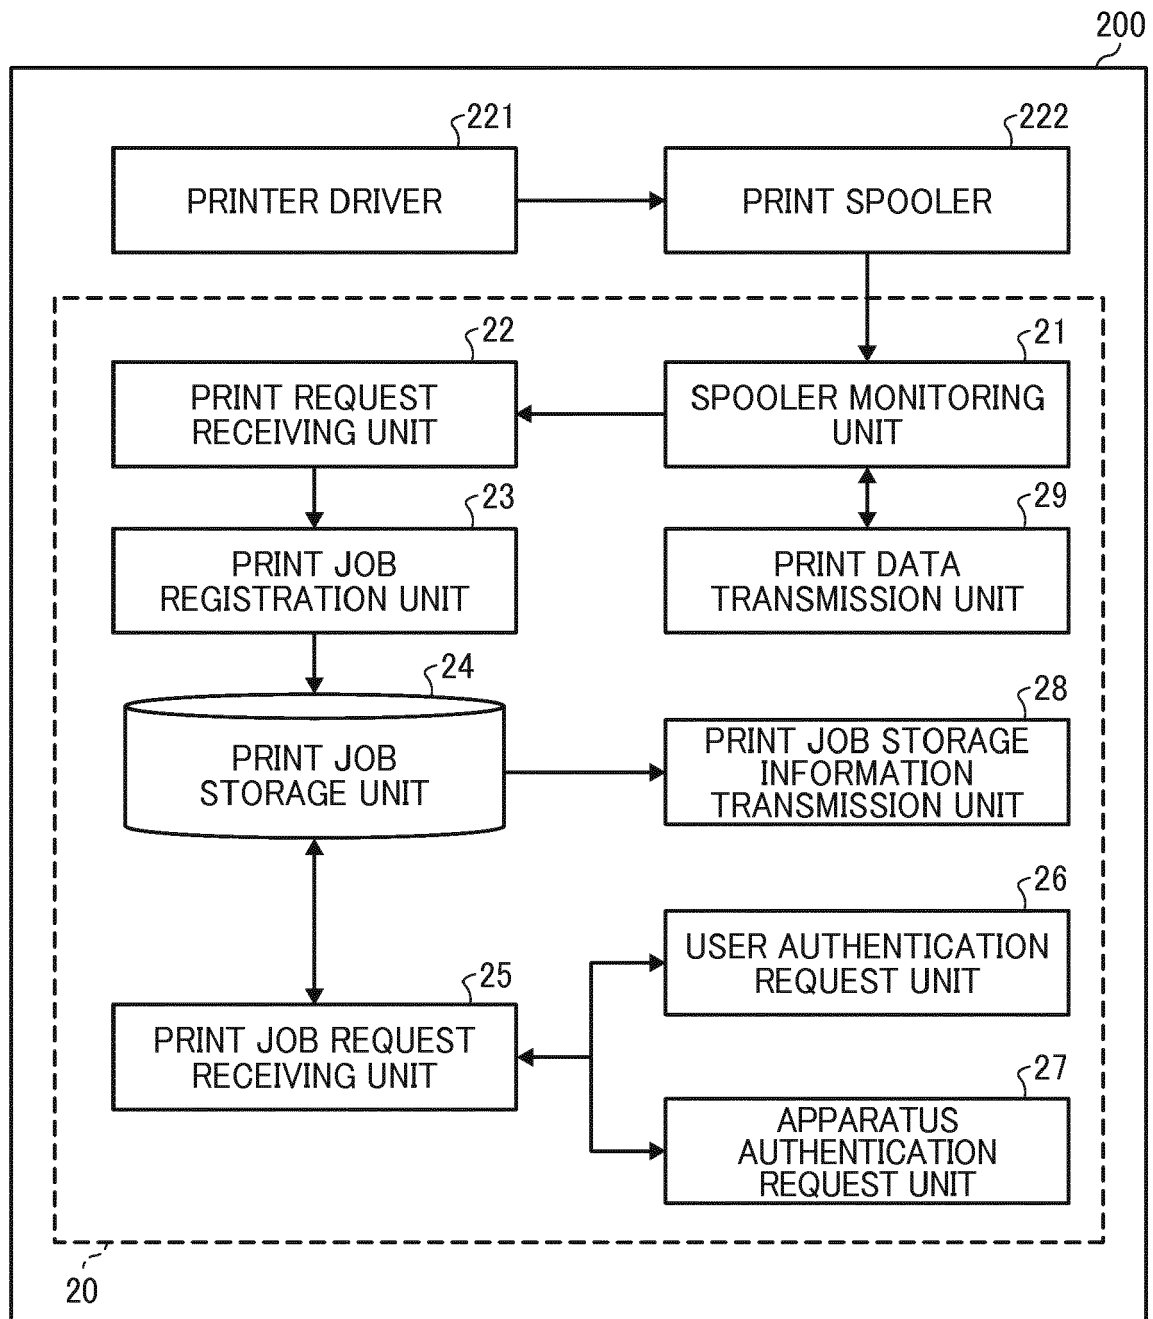 200
221
222
PRINTER DRIVER
PRINT SPOOLER
22
21
PRINT REQUEST
RECEIVING UNIT
SPOOLER MONITORING
UNIT
23
29
PRINT JOB
REGISTRATION UNIT
PRINT DATA
TRANSMISSION UNIT
24
28
PRINT JOB
STORAGE UNIT
PRINT JOB STORAGE
INFORMATION
TRANSMISSION UNIT
26
USER AUTHENTICATION
REQUEST UNIT
25
PRINT JOB REQUEST
RECEIVING UNIT
27
APPARATUS
AUTHENTICATION
REQUEST UNIT
20